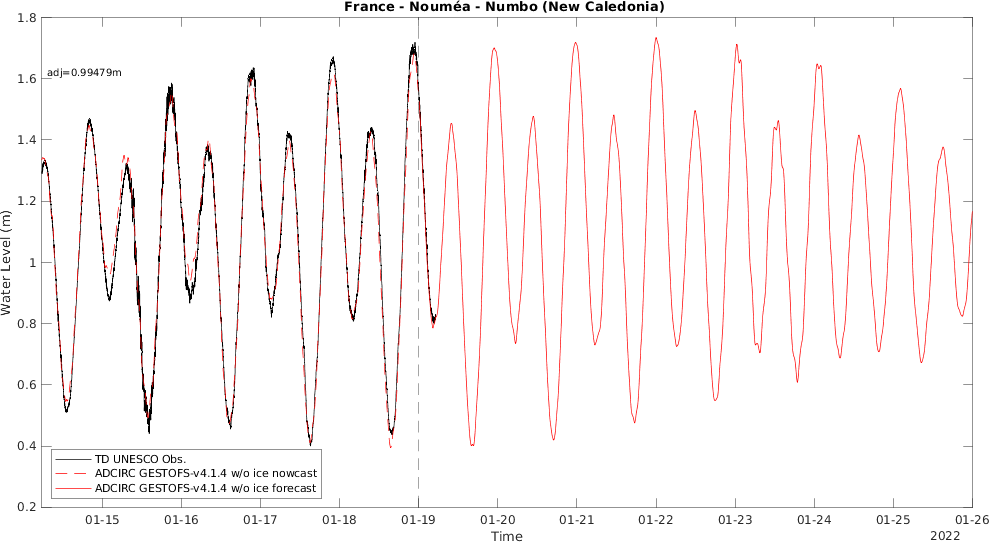 France - Nouméa - Numbo (New Caledonia)
1.8
1.6
1.4
1.2
1
0.8
0.6
0.4
0.2
Water Level (m)
adj=0.99479m
TD UNESCO Obs.
ADCIRC GESTOFS-v4.1.4 w/o ice nowcast
ADCIRC GESTOFS-v4.1.4 w/o ice forecast
01-15 01-16 01-17 01-18 01-19 01-20 01-21 01-22 01-23 01-24 01-25 01-26
Time
2022